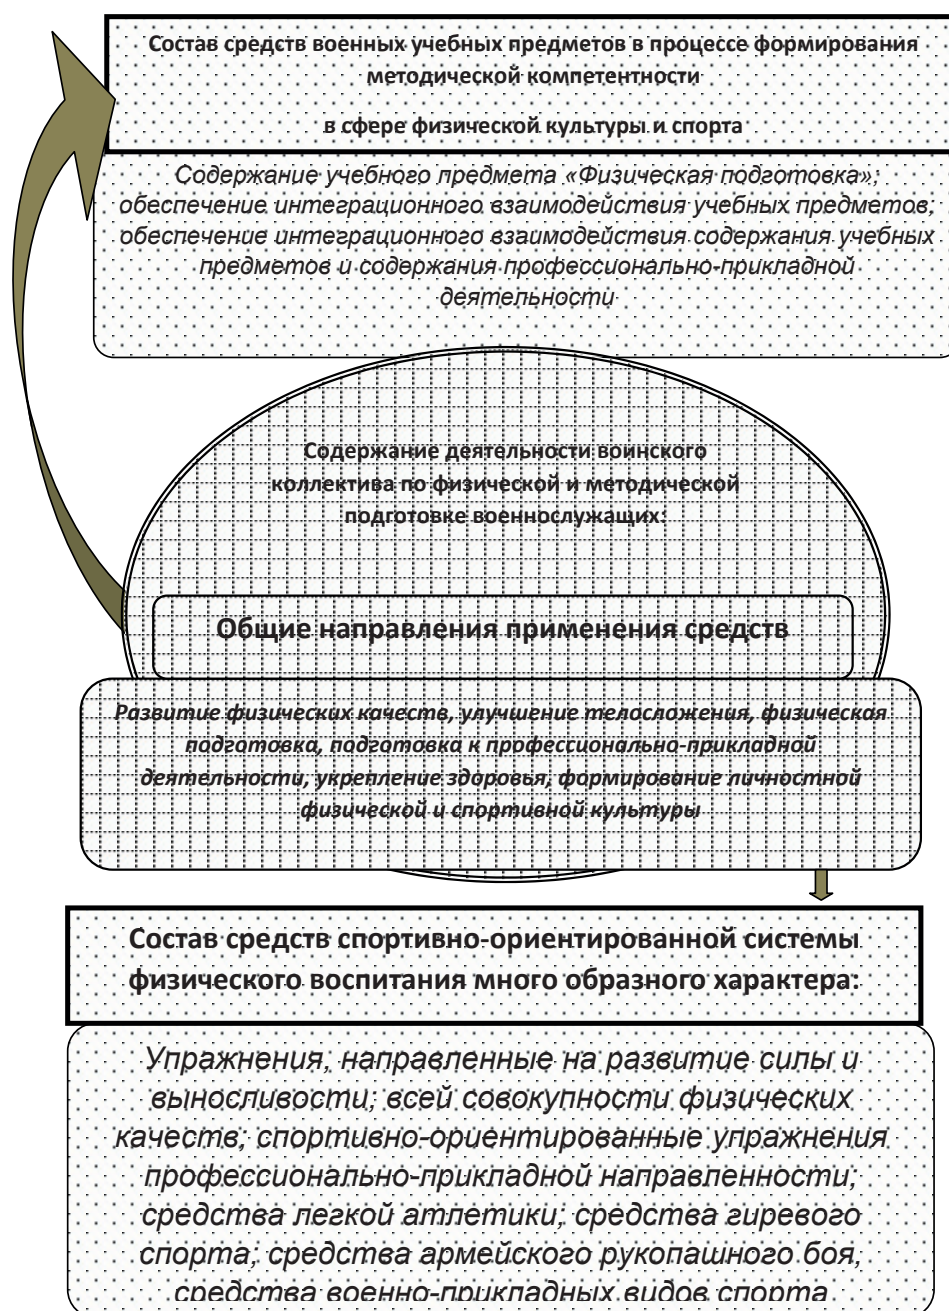 Состав средств военных учебных предметов в процессе формирования
методической компетентности
в сфере физической культуры и спорта
Содержание учебного предмета «Физическая подготовка»;
обеспечение интеграционного взаимодействия учебных предметов;
обеспечение интеграционного взаимодействия содержания учебных
предметов и содержания профессионально-прикладной
деятельности
Содержание деятельности воинского
коллектива по физической и методической
подготовке военнослужащих:
Общие направления применения средств
Развитие физических качеств, улучшение телосложения, физическая
подготовка, подготовка к профессионально-прикладной
деятельности, укрепление здоровья, формирование личностной
физической и спортивной культуры
Состав средств спортивно-ориентированной системы
физического воспитания много образного характера:
Упражнения, направленные на развитие силы и
выносливости; всей совокупности физических
качеств; спортивно-ориентированные упражнения
профессионально-прикладной направленности;
средства легкой атлетики; средства гиревого
спорта; средства армейского рукопашного боя,
средства военно-прикладных видов спорта